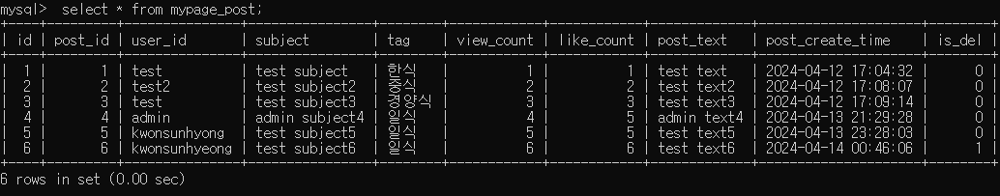 mysql>  select * from mypage_post;
+----+---------+--------------+---------------+--------+------------+------------+-------------+---------------------+--------+
| id | post_id | user_id      | subject       | tag    | view_count | like_count | post_text   | post_create_time    | is_del |
+----+---------+--------------+---------------+--------+------------+------------+-------------+---------------------+--------+
|  1 |       1 | test         | test subject  | 한식   |          1 |          1 | test text   | 2024-04-12 17:04:32 |      0 |
|  2 |       2 | test2        | test subject2 | 중식   |          2 |          2 | test text2  | 2024-04-12 17:08:07 |      0 |
|  3 |       3 | test         | test subject3 | 경양식 |          3 |          3 | test text3  | 2024-04-12 17:09:14 |      0 |
|  4 |       4 | admin        | admin subject4 | 일식   |          4 |          5 | admin text4 | 2024-04-13 21:29:28 |      0 |
|  5 |       5 | kwonsunhyong | test subject5 | 일식   |          5 |          5 | test text5  | 2024-04-13 23:28:03 |      0 |
|  6 |       6 | kwonsunhyeong | test subject6 | 일식   |          6 |          6 | test text6  | 2024-04-14 00:46:06 |      1 |
+----+---------+--------------+---------------+--------+------------+------------+-------------+---------------------+--------+
6 rows in set (0.00 sec)